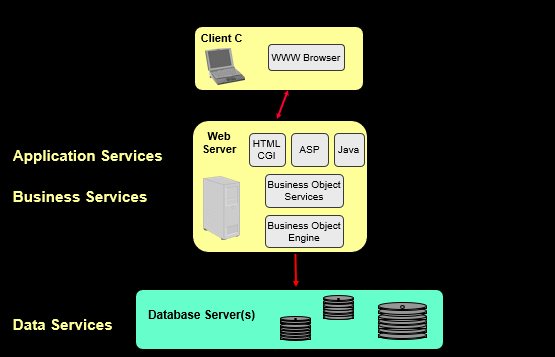 Client C
WWW Browser
Web
Server
HTML
CGI
ASP
Java
Application Services
Business Services
Business Object
Services
Business Object
Engine
Data Services
Database Server(s)